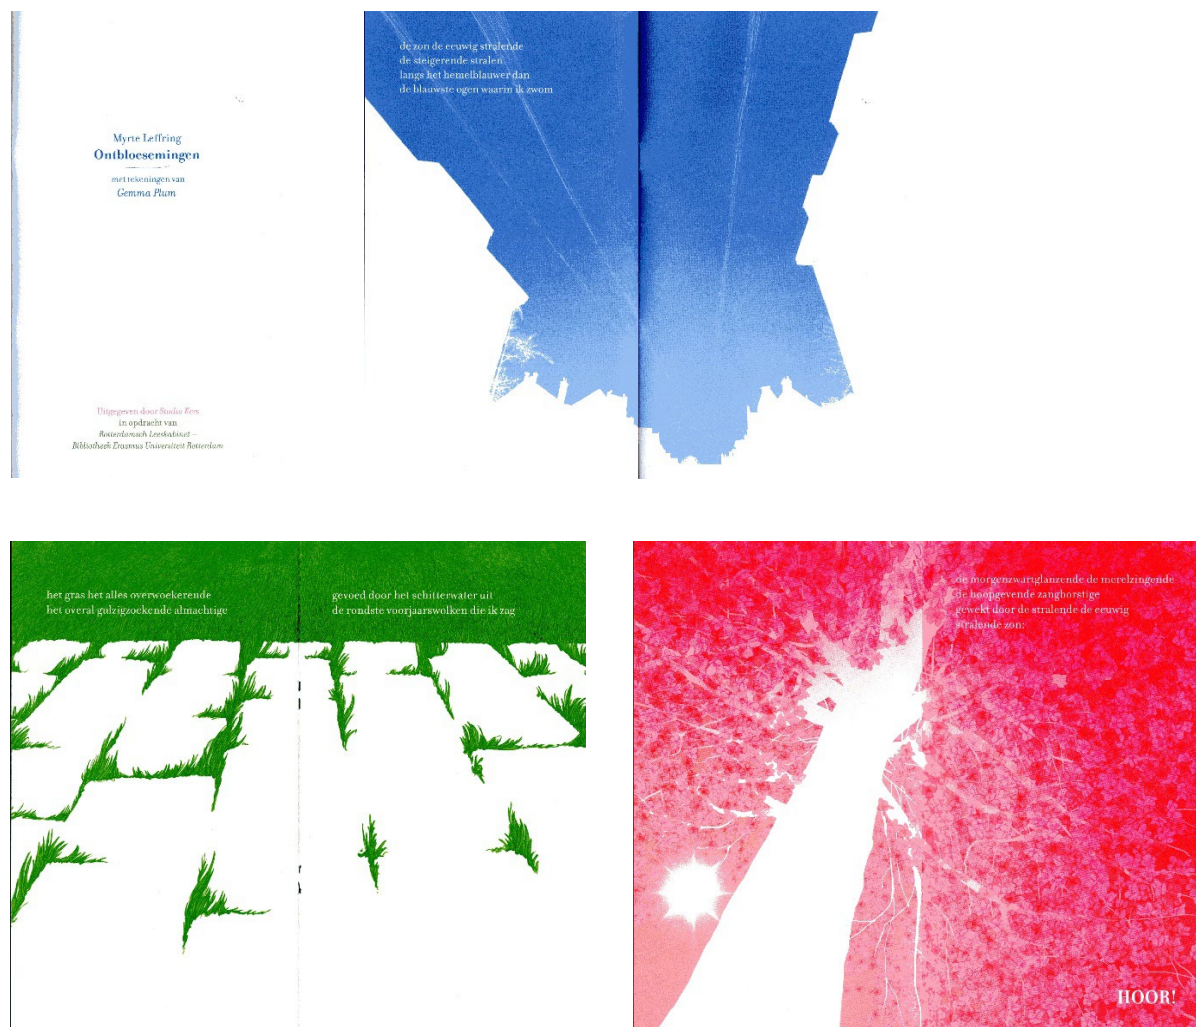 Myrte Leffring
Ontbloesemingen
met tekeningen van
Gemma Plum
Uitgegeven door Studio Kers
in opdracht van
Rotterdamsch Leeskabinet –
Bibliotheek Erasmus Universiteit Rotterdam
de zon de eeuwig stralende
de steigerende stralen
langs het hemelblauwer dan
de blauwste ogen waarin ik zwom
het gras het alles overwoekerende
het overal gulzigzoekende almachtige
gevoed door het schitterwater uit
de rondste voorjaarswolken die ik zag
de morgenzwartglanzende de merelzingende
de hoopgevende zangborstige
gewekt door de stralende de eeuwig
stralende zon:
HOOR!